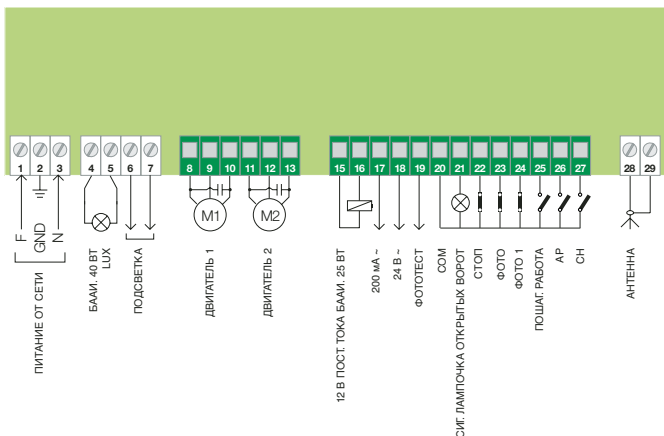 1 2 3 4 5 6 7 8 9 10 11 12 13 15 16 17 18 19 20 21 22 23 24 25 26 27 28 29
M1 M2
F
GND
N
ПИТАНИЕ ОТ СЕТИ
БААИ. 40 ВТ
LUX
ПОДСВЕТКА
ДВИГАТЕЛЬ 1
ДВИГАТЕЛЬ 2
12 В ПОСТ. ТОКА БААИ. 25 ВТ
200 мА ~
24 В ~
ФОТОТЕСТ
COM
СИГ. ЛАМПОЧКА ОТКРЫТЫХ ВОРОТ
СТОП
ФОТО
ФОТО 1
ПОШАГ. РАБОТА
AP
CH
АНТЕННА